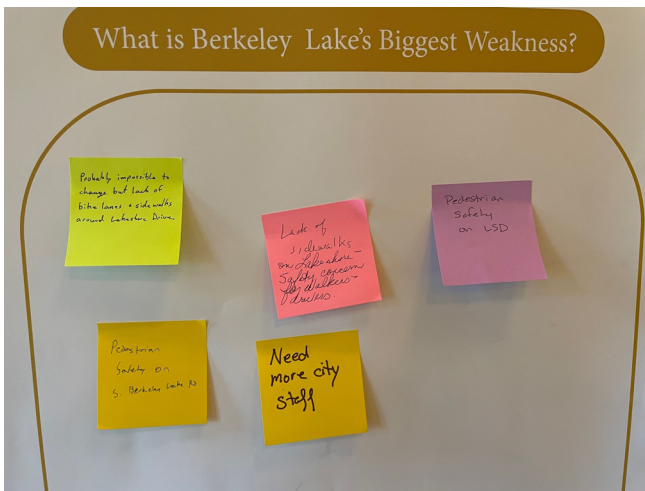 What is Berkeley Lake's Biggest Weakness?
Probably impossible to
change but lack of
bike lanes + sidewalks
around Lakeshore Drive.
Lack of
sidewalks
on Lakeshore -
Safety concern
for walkers -
drivers.
Pedestrian
Safety
on LSD
Pedestrian
Safety on
S. Berkeley Lake Rd
Need
more city
staff